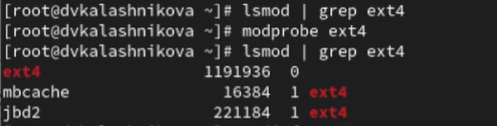 [root@dvkalashnikova ~]# lsmod | grep ext4
[root@dvkalashnikova ~]# modprobe ext4
[root@dvkalashnikova ~]# lsmod | grep ext4
ext4 1191936 0
mbcache 16384 1 ext4
jbd2 221184 1 ext4